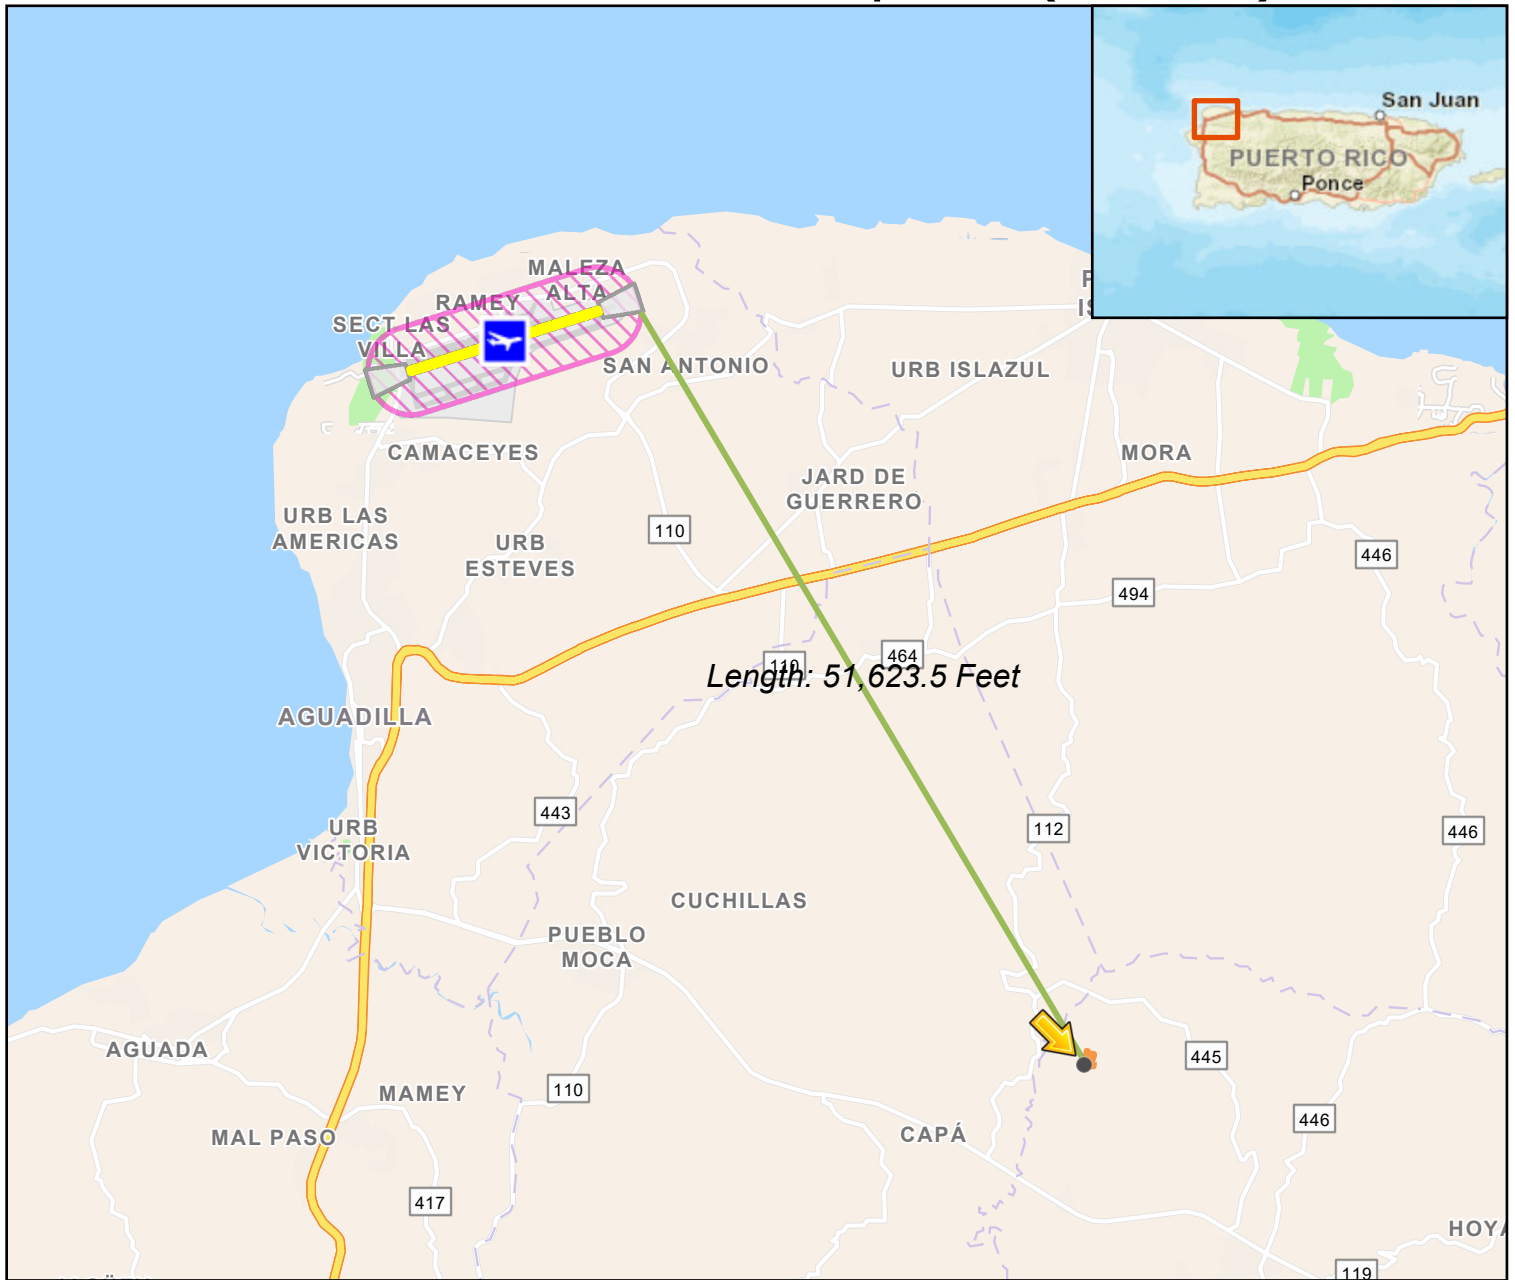 San Juan
PUERTO RICO
Ponce
MALEZA
ALTA
RAMEY
SECT LAS
VILLA
SAN ANTONIO
URB ISLAZUL
CAMACEYES
MORA
JARD DE
GUERRERO
URB LAS
AMERICAS
110
URB
ESTEVES
446
494
110
464
Length: 51,623.5 Feet
AGUADILLA
443
112
URB
VICTORIA
446
CUCHILLAS
PUEBLO
MOCA
AGUADA
445
110
MAMEY
446
CAPÁ
MAL PASO
417
HOYA
119